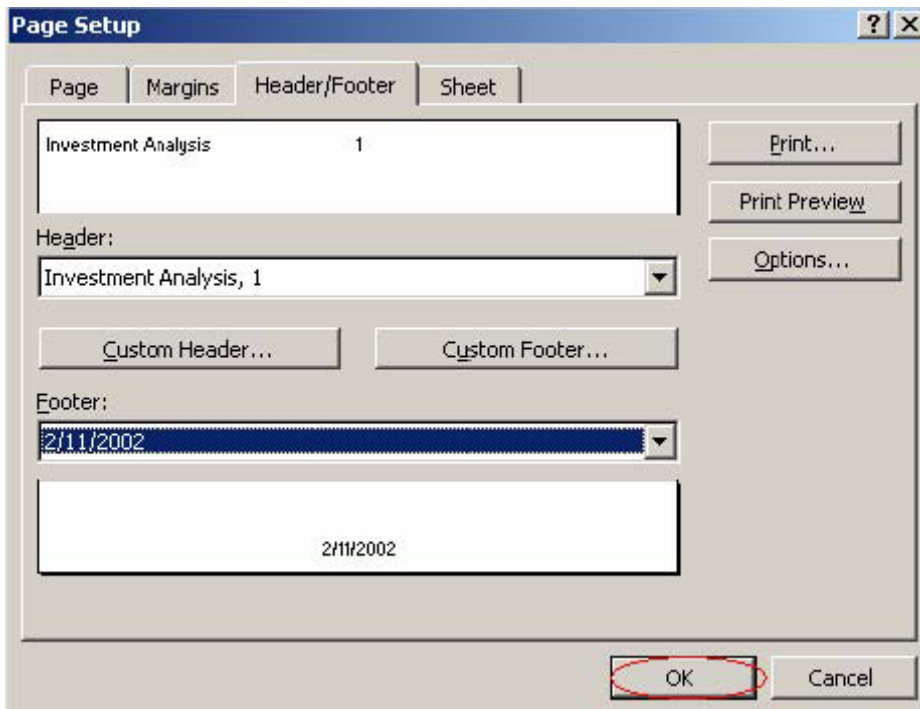 Page Setup
Page Margins Header/Footer Sheet
Investment Analysis 1
Print...
Print Preview
Header:
Options...
Investment Analysis, 1
Custom Header... Custom Footer...
Footer:
2/11/2002
2/11/2002
OK Cancel